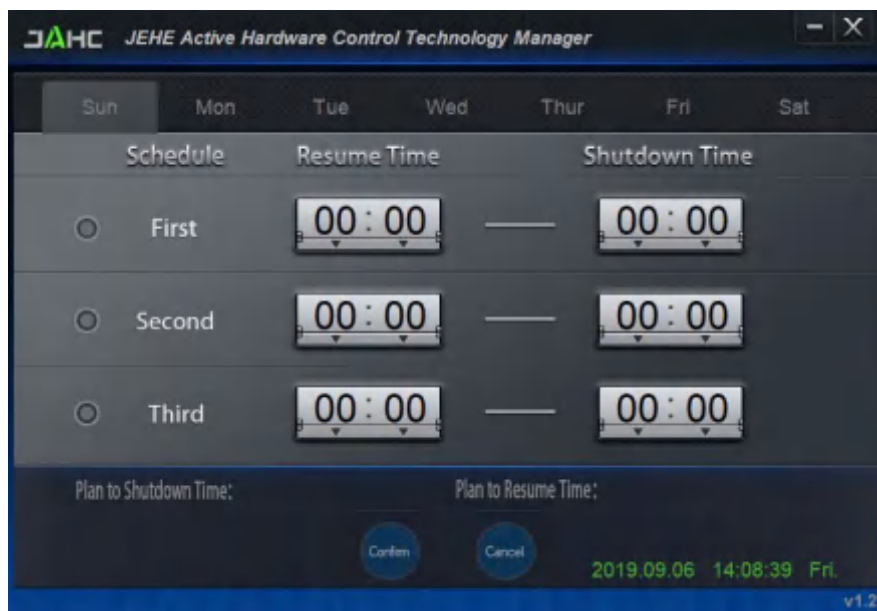 JAHC JEHE Active Hardware Control Technology Manager
Sun Mon Tue Wed Thur Fri Sat
Schedule Resume Time Shutdown Time
First 00:00 00:00
Second 00:00 00:00
Third 00:00 00:00
Plan to Shutdown Time: Plan to Resume Time:
Confirm Cancel
2019.09.06 14:08:39 Fri.
v1.2